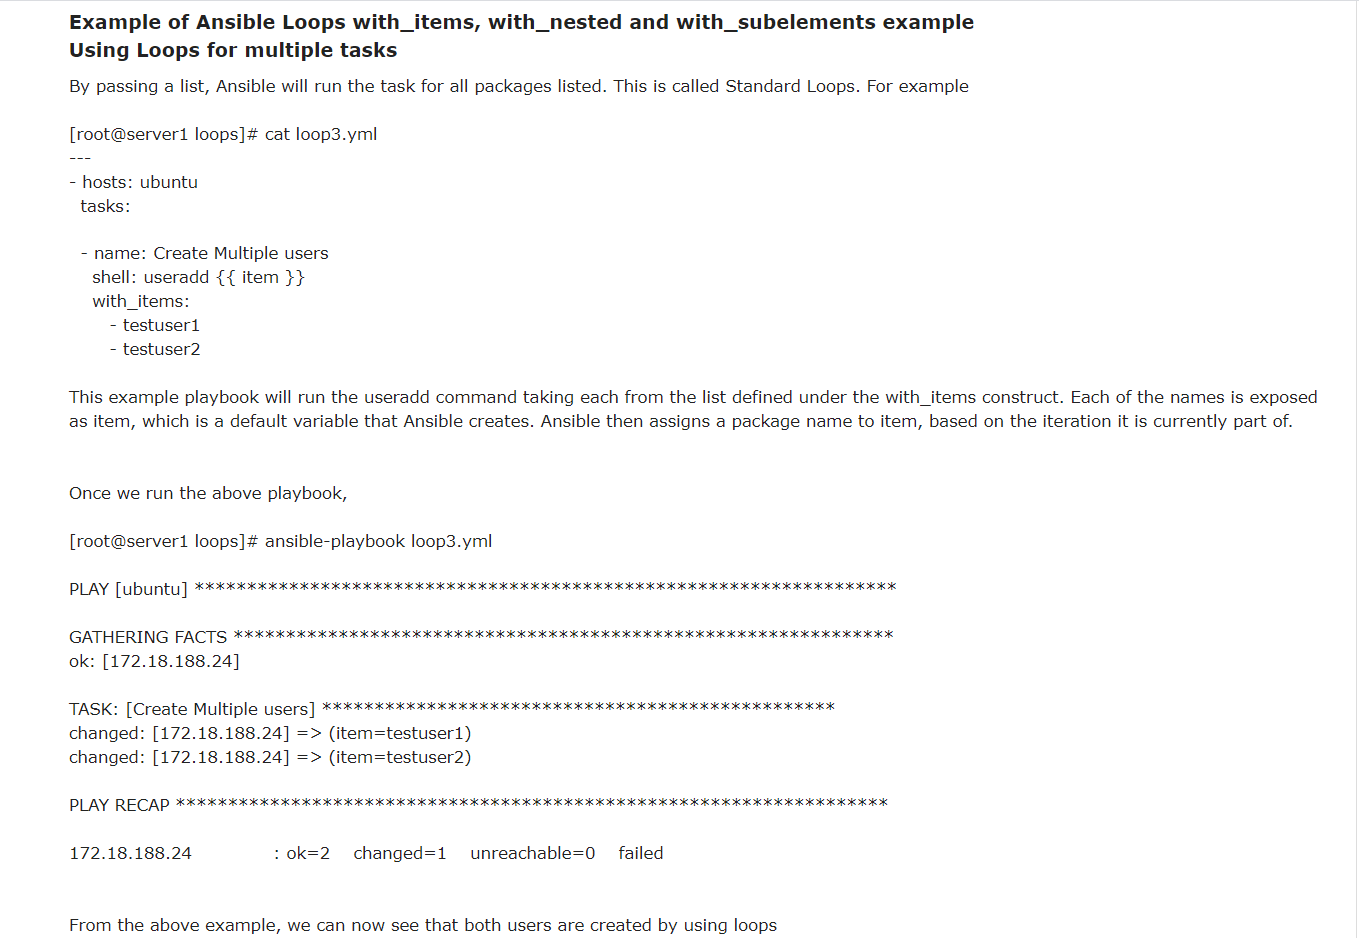 Example of Ansible Loops with_items, with_nested and with_subelements example
Using Loops for multiple tasks
By passing a list, Ansible will run the task for all packages listed. This is called Standard Loops. For example
[root@server1 loops]# cat loop3.yml
---
- hosts: ubuntu
tasks:
- name: Create Multiple users
shell: useradd {{ item }}
with_items:
- testuser1
- testuser2
This example playbook will run the useradd command taking each from the list defined under the with_items construct. Each of the names is exposed
as item, which is a default variable that Ansible creates. Ansible then assigns a package name to item, based on the iteration it is currently part of.
Once we run the above playbook,
[root@server1 loops]# ansible-playbook loop3.yml
PLAY [ubuntu] ********************************************************************
GATHERING FACTS ****************************************************************
ok: [172.18.188.24]
TASK: [Create Multiple users] **************************************************
changed: [172.18.188.24] => (item=testuser1)
changed: [172.18.188.24] => (item=testuser2)
PLAY RECAP *********************************************************************
172.18.188.24 : ok=2 changed=1 unreachable=0 failed
From the above example, we can now see that both users are created by using loops